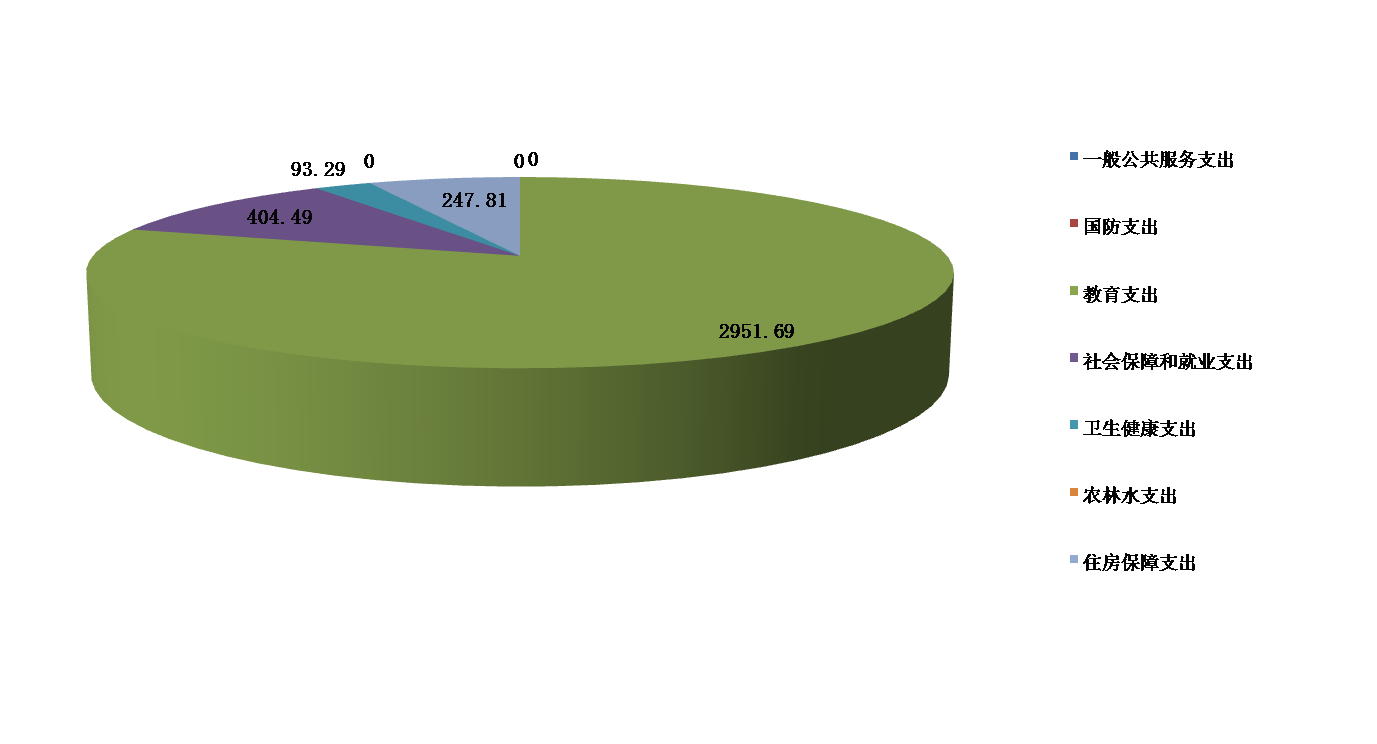 93.29
0
0
0
404.49
247.81
2951.69
一般公共服务支出
国防支出
教育支出
社会保障和就业支出
卫生健康支出
农林水支出
住房保障支出